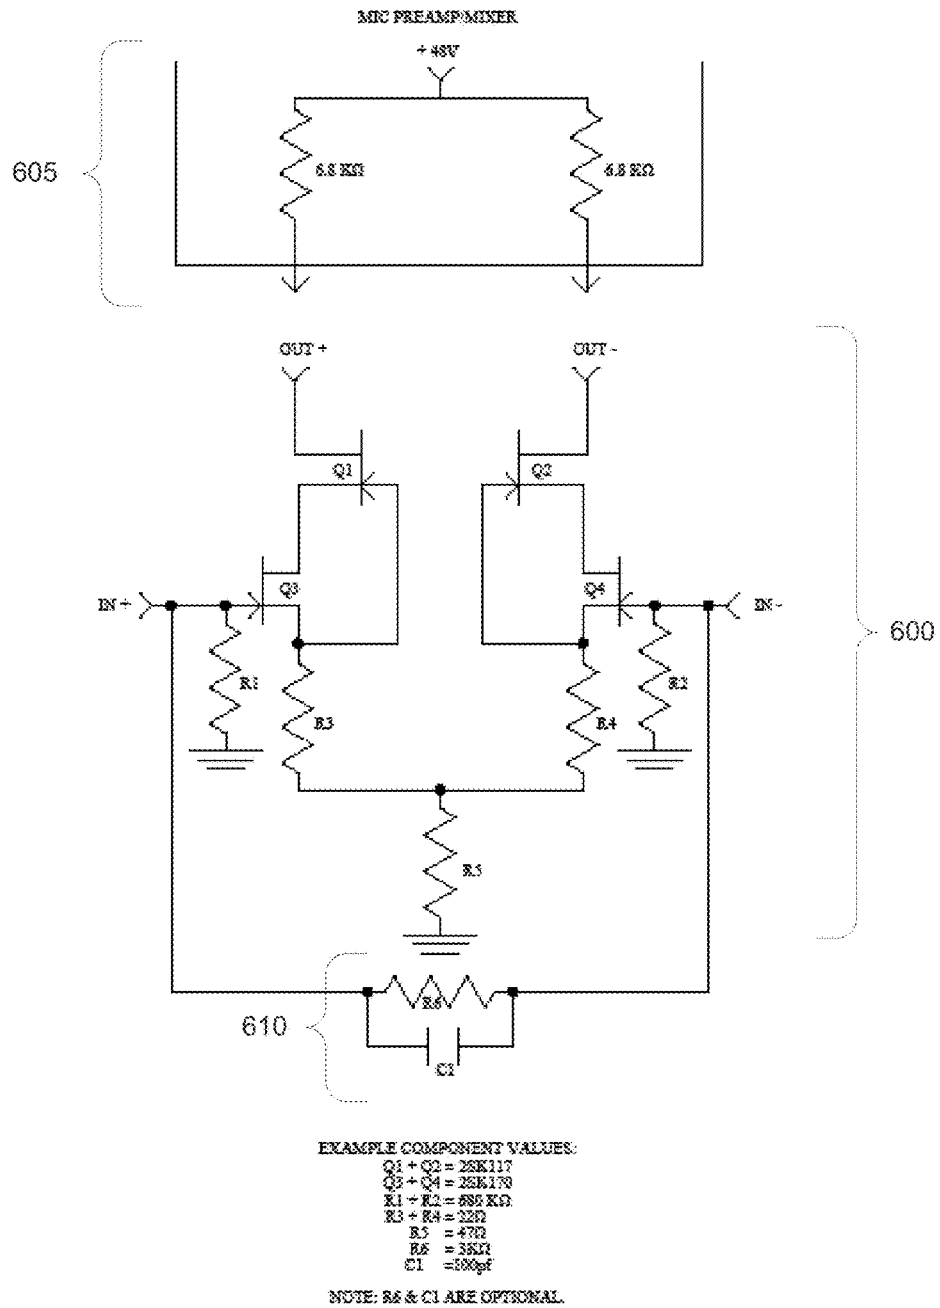 MIC PREAMP/MIXER
+ 48V
605
6.8 KΩ
6.8 KΩ
OUT +
OUT -
Q1
Q2
Q3
Q4
IN +
IN -
600
R1
R2
R3
R4
R5
R6
610
C1
EXAMPLE COMPONENT VALUES:
Q1 + Q2 = 2SK117
Q3 + Q4 = 2SK170
R1 + R2 = 680 KΩ
R3 + R4 = 22Ω
R5 = 47Ω
R6 = 3KΩ
C1 =100pf
NOTE: R6 & C1 ARE OPTIONAL.